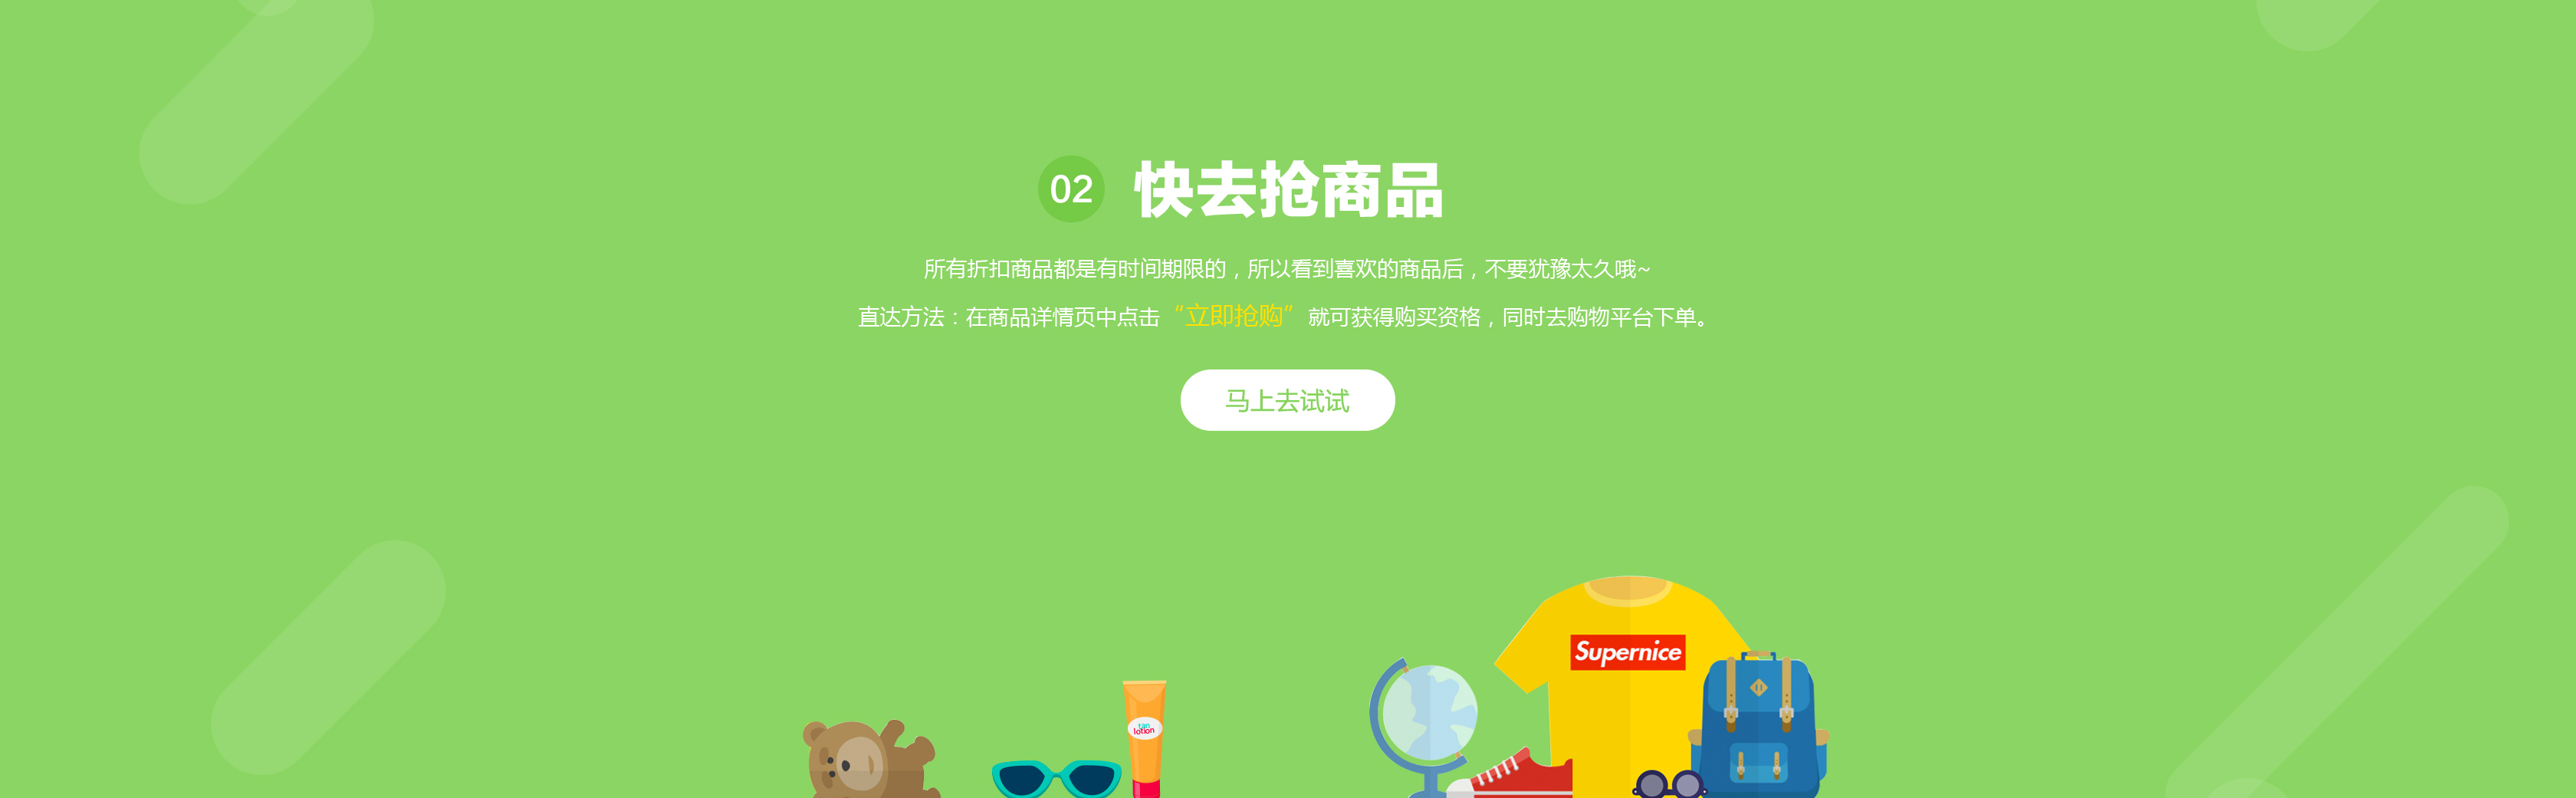 02 快去抢商品
所有折扣商品都是有时间期限的，所以看到喜欢的商品后，不要犹豫太久哦~
直达方法：在商品详情页中点击“立即抢购”就可获得购买资格，同时去购物平台下单。
马上去试试
Supernice
tan
lotion